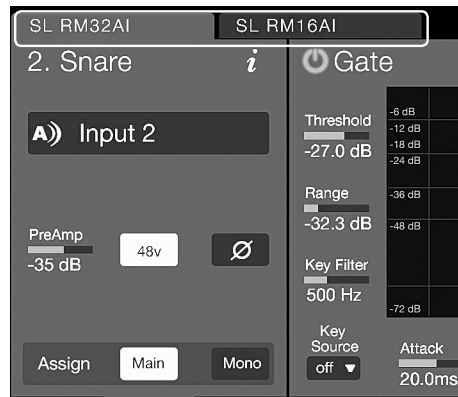 SL RM32AI
SL RM16AI
2. Snare
i
A)) Input 2
PreAmp
-35 dB
48v
Ø
Assign
Main
Mono
Gate
Threshold
-27.0 dB
Range
-32.3 dB
Key Filter
500 Hz
Key
Source
off
-6 dB
-12 dB
-18 dB
-24 dB
-36 dB
-48 dB
-72 dB
Attack
20.0ms